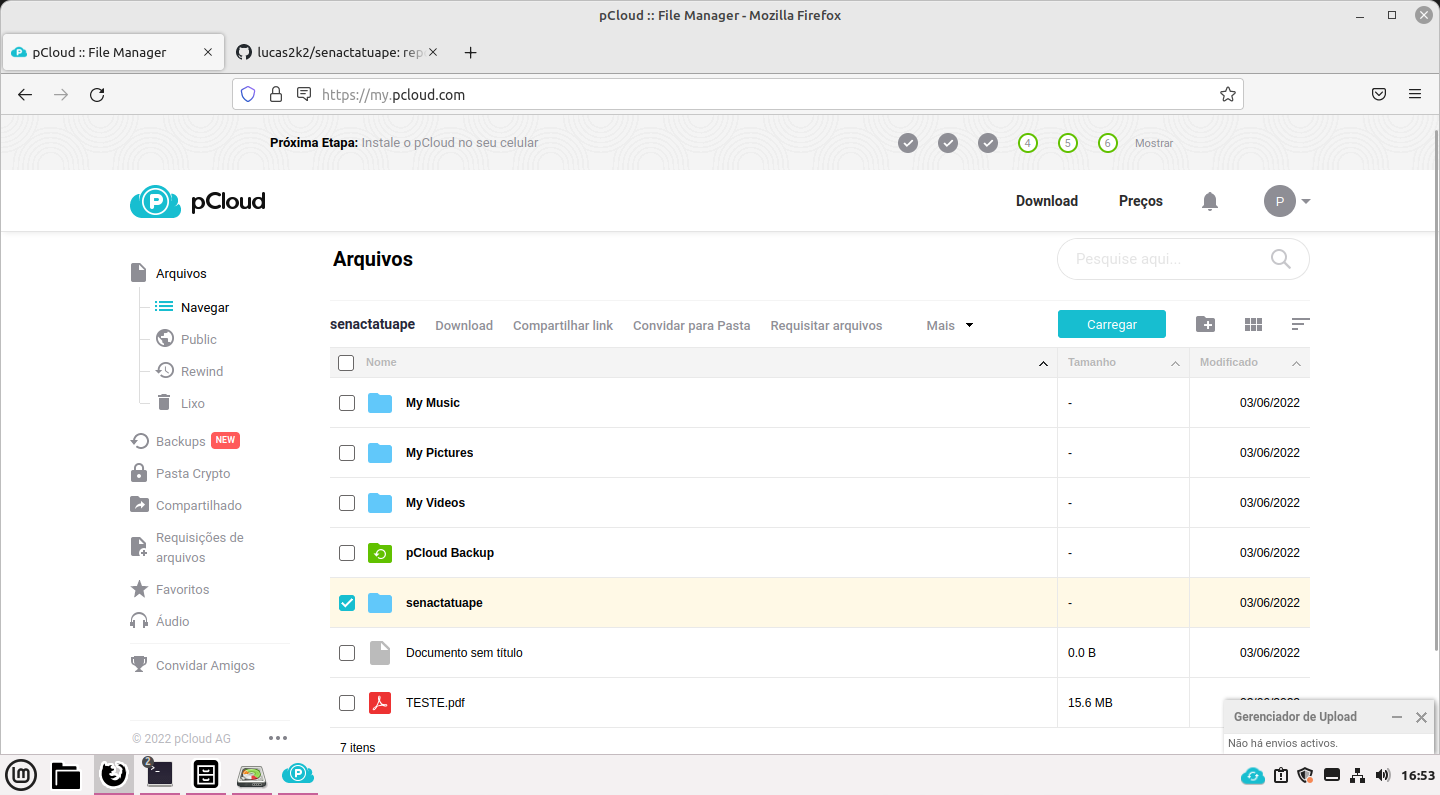 pCloud :: File Manager - Mozilla Firefox
pCloud :: File Manager
lucas2k2/senactatuape: rep
https://my.pcloud.com
Próxima Etapa: Instale o pCloud no seu celular
4 5 6 Mostrar
P pCloud
Download
Preços
P
Arquivos
Navegar
Public
Rewind
Lixo
Backups NEW
Pasta Crypto
Compartilhado
Requisições de
arquivos
Favoritos
Áudio
Convidar Amigos
© 2022 pCloud AG
Arquivos
Pesquise aqui...
senactatuape Download Compartilhar link Convidar para Pasta Requisitar arquivos Mais Carregar
Nome Tamanho Modificado
My Music - 03/06/2022
My Pictures - 03/06/2022
My Videos - 03/06/2022
pCloud Backup - 03/06/2022
senactatuape - 03/06/2022
Documento sem título 0.0 B 03/06/2022
TESTE.pdf 15.6 MB
7 itens
Gerenciador de Upload
Não há envios activos.
2
16:53